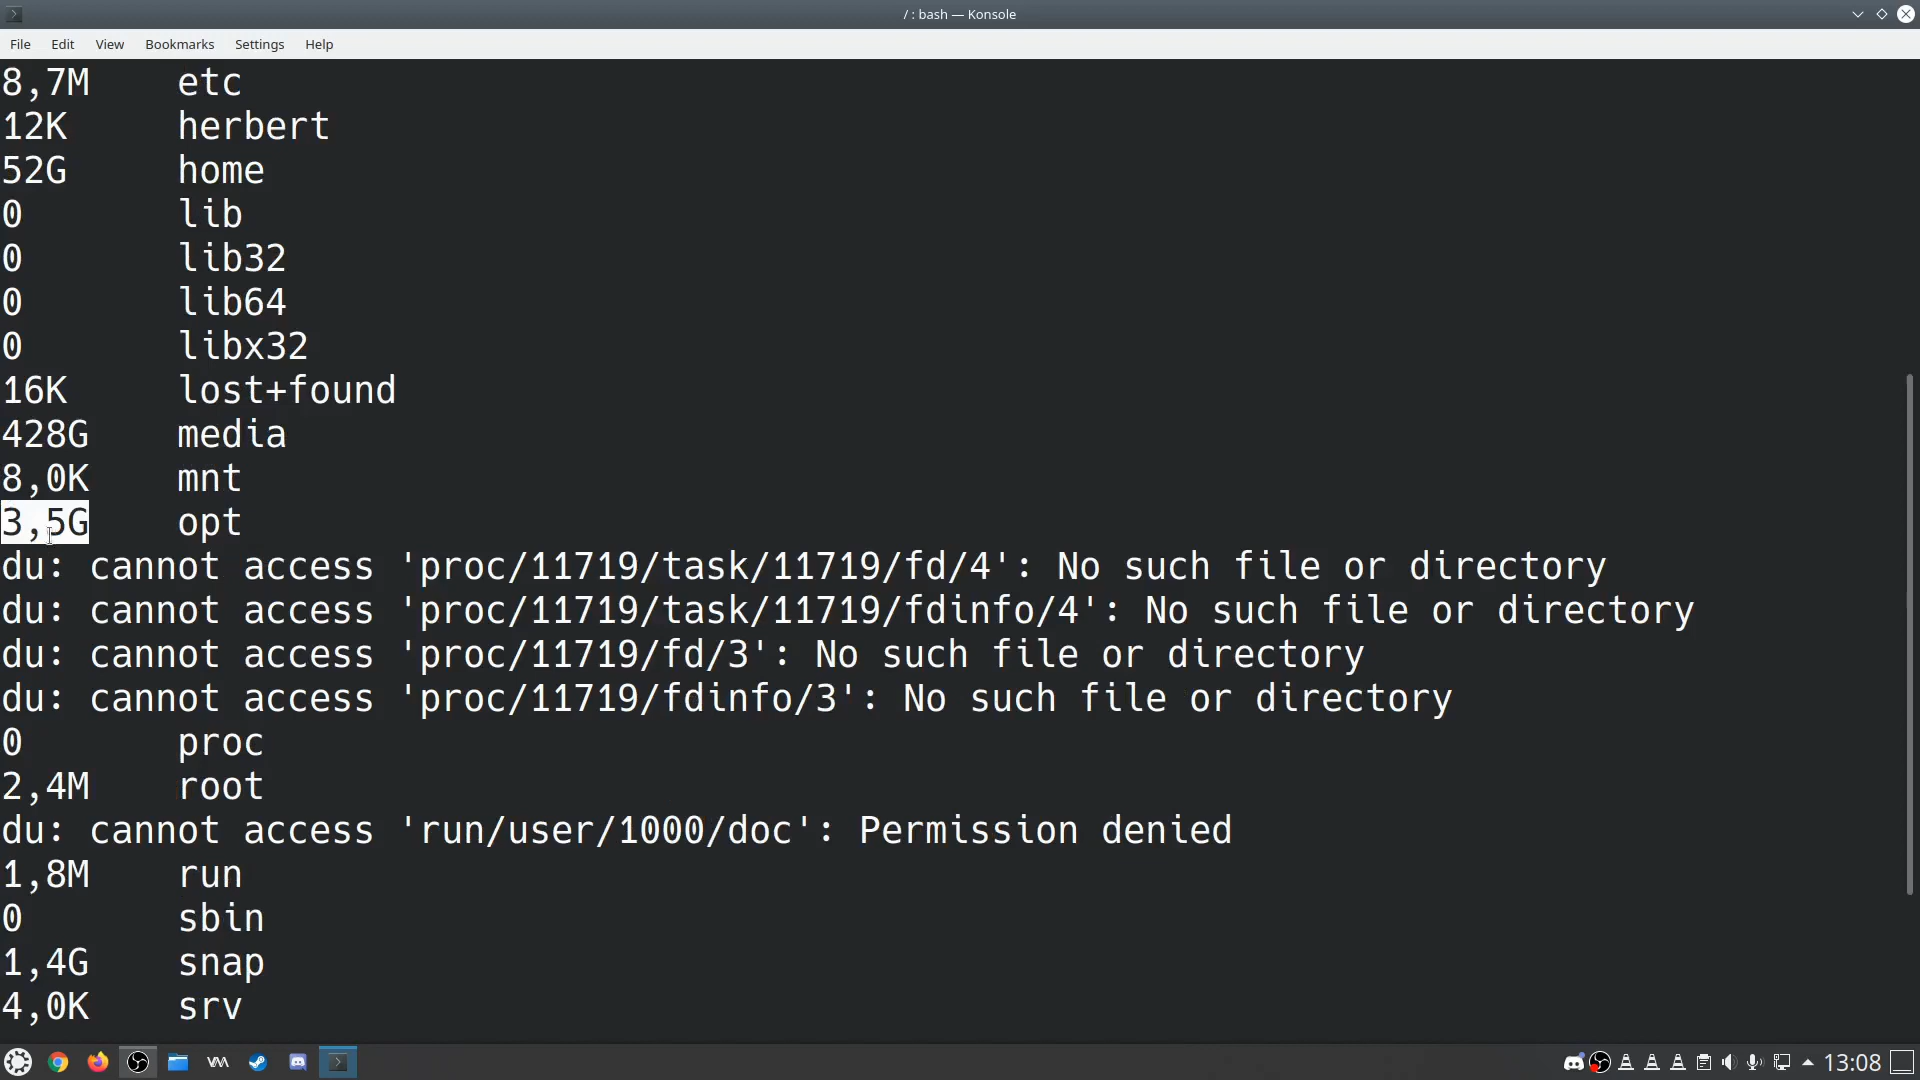 / : bash — Konsole
File Edit View Bookmarks Settings Help
8,7M etc
12K herbert
52G home
0 lib
0 lib32
0 lib64
0 libx32
16K lost+found
428G media
8,0K mnt
3,5G opt
du: cannot access 'proc/11719/task/11719/fd/4': No such file or directory
du: cannot access 'proc/11719/task/11719/fdinfo/4': No such file or directory
du: cannot access 'proc/11719/fd/3': No such file or directory
du: cannot access 'proc/11719/fdinfo/3': No such file or directory
0 proc
2,4M root
du: cannot access 'run/user/1000/doc': Permission denied
1,8M run
0 sbin
1,4G snap
4,0K srv
13:08